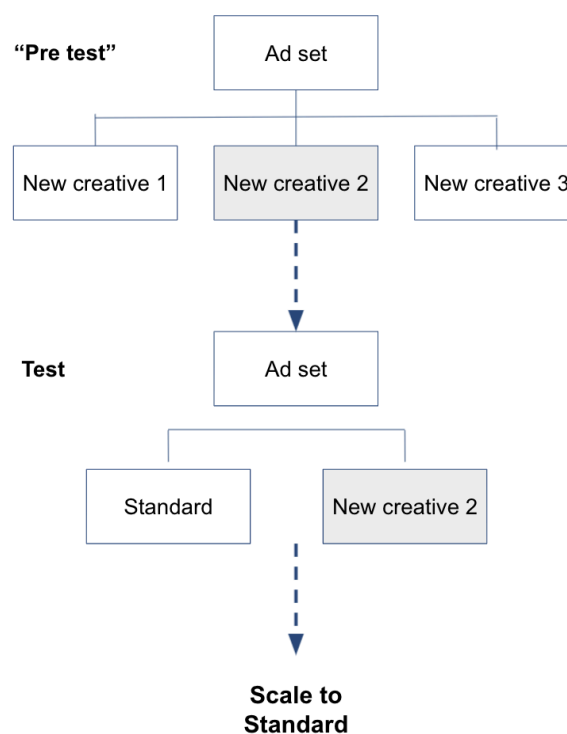 “Pre test”
Ad set
New creative 1
New creative 2
New creative 3
Test
Ad set
Standard
New creative 2
Scale to
Standard